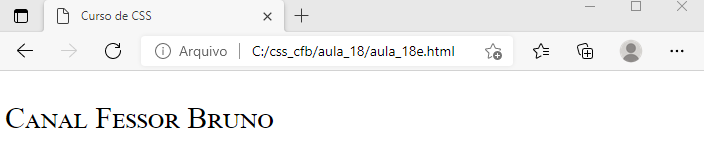 Curso de CSS
Arquivo | C:/css_cfb/aula_18/aula_18e.html
Canal Fessor Bruno